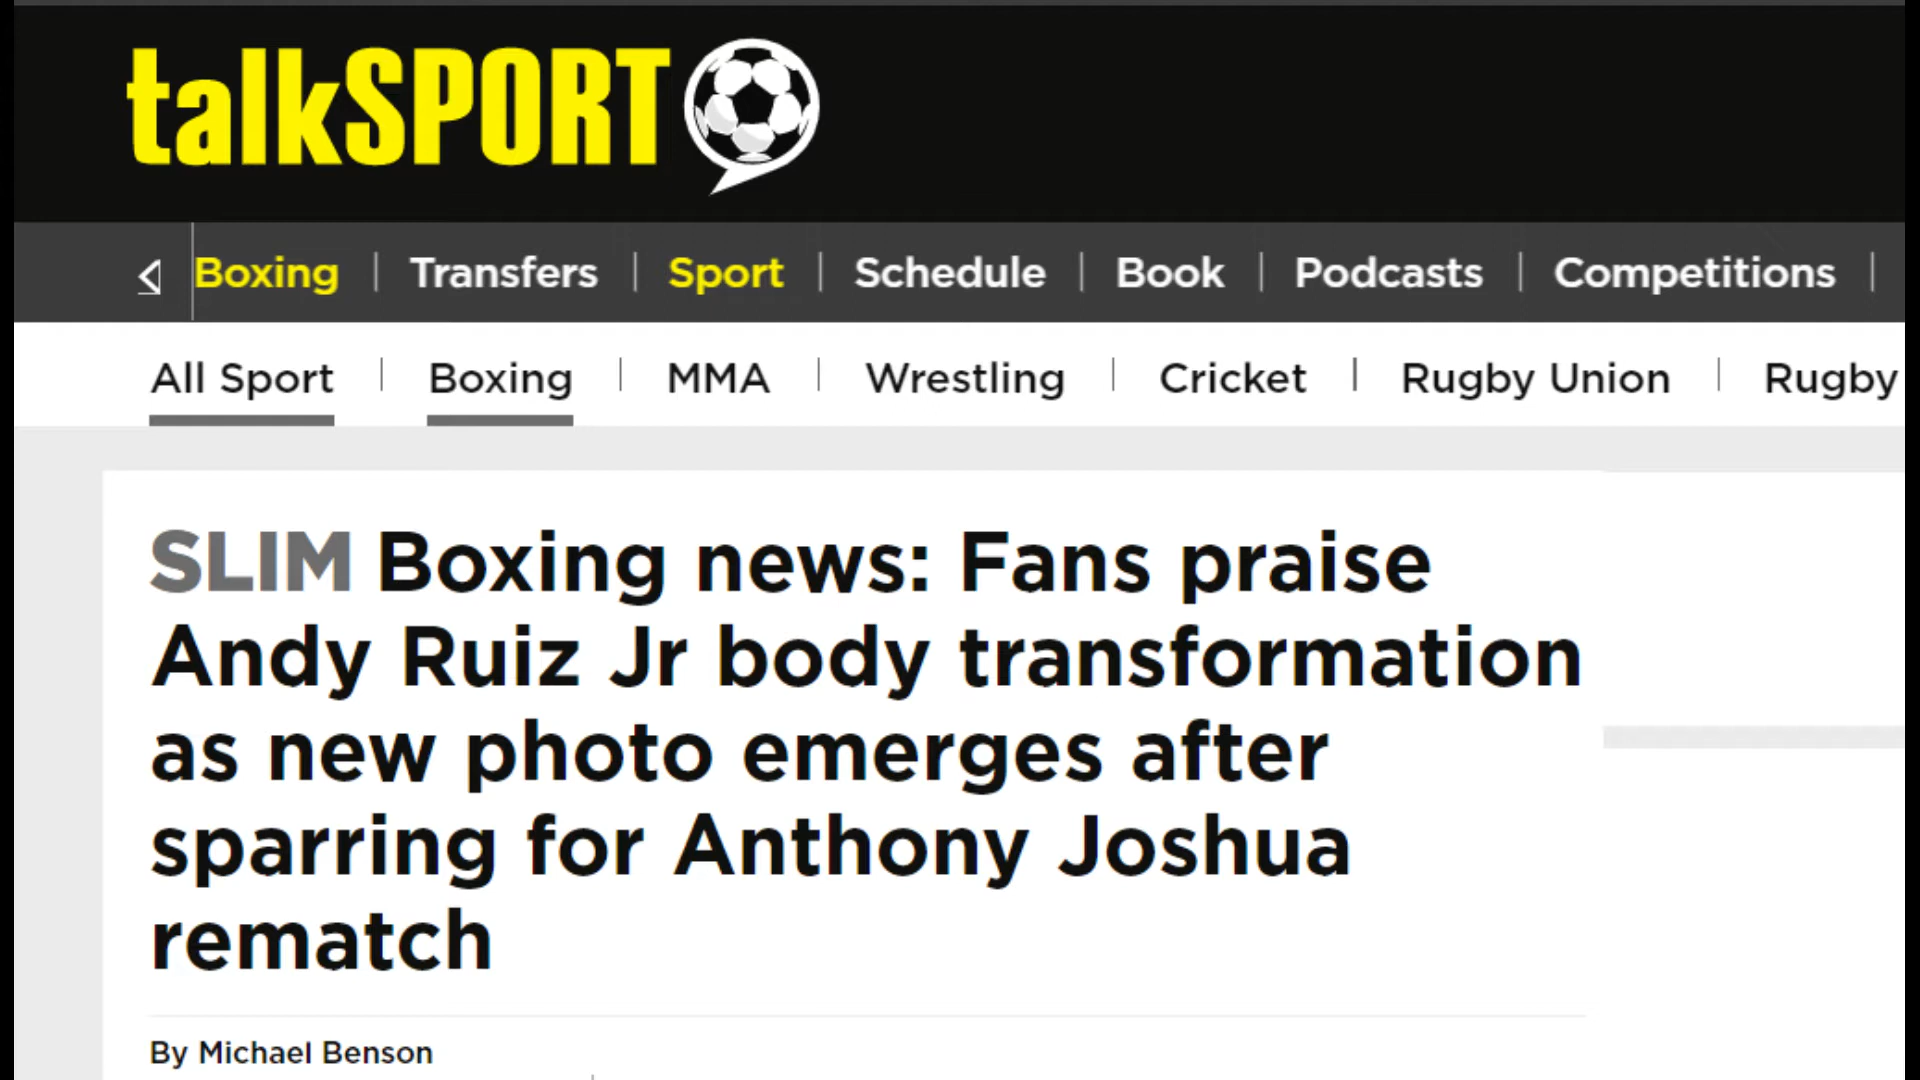 talkSPORT
Boxing | Transfers | Sport | Schedule | Book | Podcasts | Competitions |
All Sport | Boxing | MMA | Wrestling | Cricket | Rugby Union | Rugby
SLIM Boxing news: Fans praise
Andy Ruiz Jr body transformation
as new photo emerges after
sparring for Anthony Joshua
rematch
By Michael Benson